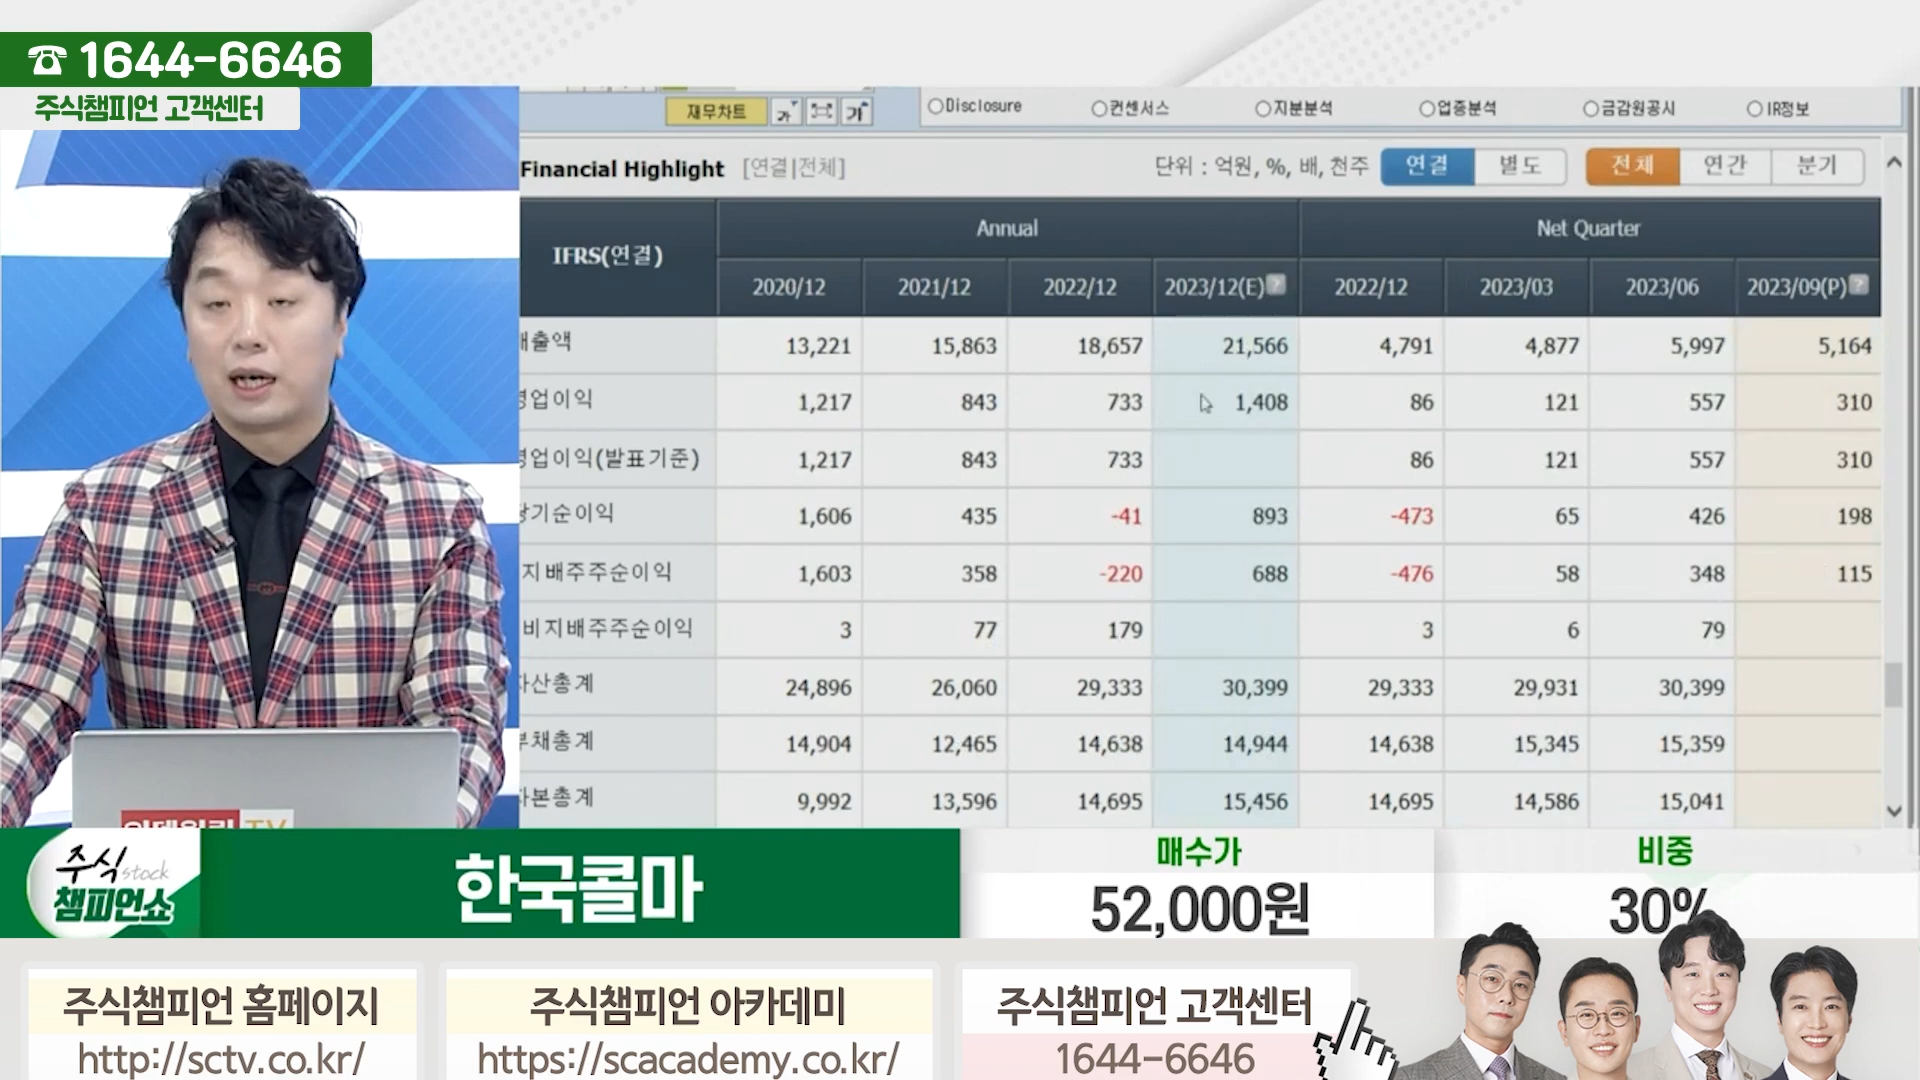 ☎ 1644-6646
주식챔피언 고객센터
재무차트
Disclosure 컨센서스 지분분석 업종분석 금감원공시 IR정보
Financial Highlight [연결|전체] 단위 : 억원, %, 배, 천주 연결 별도 전체 연간 분기
IFRS(연결) Annual Net Quarter
2020/12 2021/12 2022/12 2023/12(E) 2022/12 2023/03 2023/06 2023/09(P)
매출액 13,221 15,863 18,657 21,566 4,791 4,877 5,997 5,164
영업이익 1,217 843 733 1,408 86 121 557 310
영업이익(발표기준) 1,217 843 733 86 121 557 310
당기순이익 1,606 435 -41 893 -473 65 426 198
지배주주순이익 1,603 358 -220 688 -476 58 348 115
비지배주주순이익 3 77 179 3 6 79
자산총계 24,896 26,060 29,333 30,399 29,333 29,931 30,399
부채총계 14,904 12,465 14,638 14,944 14,638 15,345 15,359
자본총계 9,992 13,596 14,695 15,456 14,695 14,586 15,041
주식 stock
챔피언쇼
한국콜마
매수가
52,000원
비중
30%
주식챔피언 홈페이지
http://sctv.co.kr/
주식챔피언 아카데미
https://scacademy.co.kr/
주식챔피언 고객센터
1644-6646